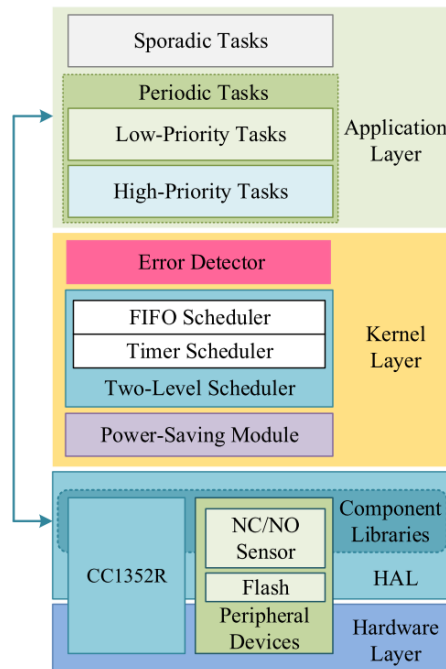 Sporadic Tasks
Periodic Tasks
Low-Priority Tasks
High-Priority Tasks
Application
Layer
Error Detector
FIFO Scheduler
Timer Scheduler
Two-Level Scheduler
Power-Saving Module
Kernel
Layer
Component
Libraries
CC1352R
NC/NO
Sensor
Flash
Peripheral
Devices
HAL
Hardware
Layer